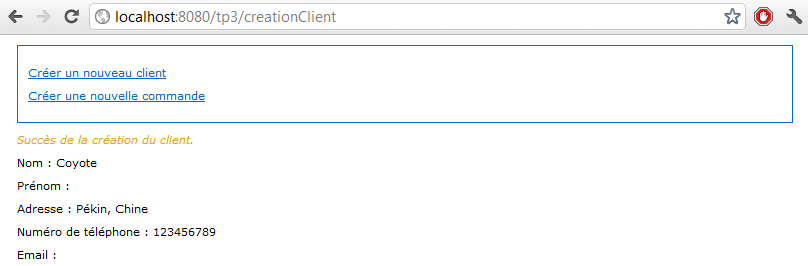 localhost:8080/tp3/creationClient
Créer un nouveau client
Créer une nouvelle commande
Succès de la création du client.
Nom : Coyote
Prénom :
Adresse : Pékin, Chine
Numéro de téléphone : 123456789
Email :